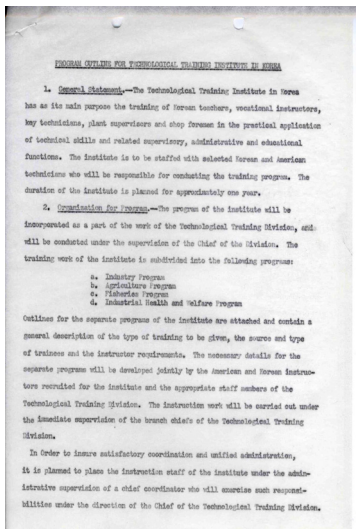 PROGRAM OUTLINE FOR TECHNOLOGICAL TRAINING INSTITUTE IN KOREA
1. General Statement.--The Technological Training Institute in Korea
has as its main purpose the training of Korean teachers, vocational instructors,
key technicians, plant supervisors and shop foremen in the practical application
of technical skills and related supervisory, administrative and educational
functions. The institute is to be staffed with selected Korean and American
technicians who will be responsible for conducting the training program. The
duration of the institute is planned for approximately one year.
2. Organization for Program.--The program of the institute will be
incorporated as a part of the work of the Technological Training Division, and
will be conducted under the supervision of the Chief of the Division. The
training work of the institute is subdivided into the following programs:
a. Industry Program
b. Agriculture Program
c. Fisheries Program
d. Industrial Health and Welfare Program
Outlines for the separate programs of the institute are attached and contain a
general description of the type of training to be given, the source and type
of trainees and the instructor requirements. The necessary details for the
separate programs will be developed jointly by the American and Korean instruc-
tors recruited for the institute and the appropriate staff members of the
Technological Training Division. The instruction work will be carried out under
the immediate supervision of the branch chiefs of the Technological Training
Division.
In Order to insure satisfactory coordination and unified administration,
it is planned to place the instruction staff of the institute under the admin-
istrative supervision of a chief coordinator who will exercise such responsi-
bilities under the direction of the Chief of the Technological Training Division.